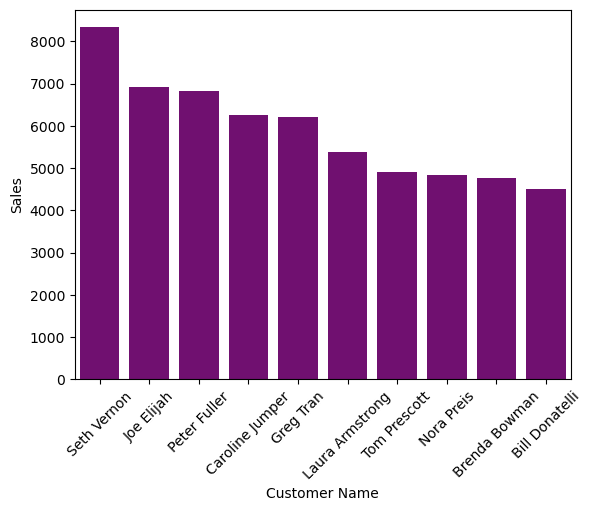 8000
7000
6000
5000
4000
3000
2000
1000
0
Sales
Seth Vernon
Joe Elijah
Peter Fuller
Caroline Jumper
Greg Tran
Laura Armstrong
Tom Prescott
Nora Preis
Brenda Bowman
Bill Donatelli
Customer Name